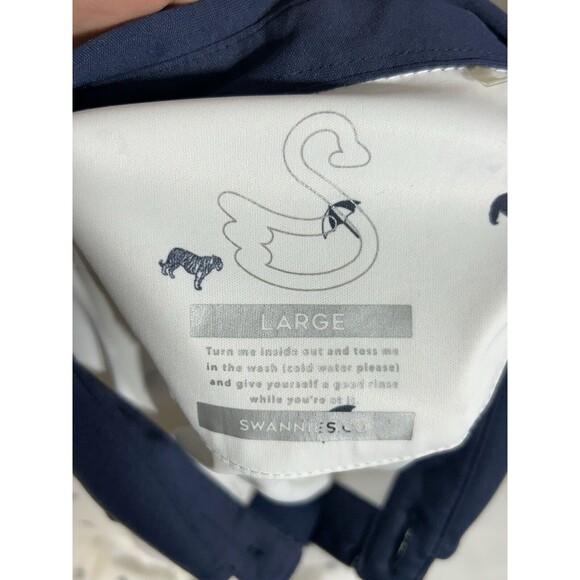 LARGE
Turn me inside out and toss me
in the wash (cold water please)
and give yourself a good rinse
while you're at it.
SWANNIES.CO